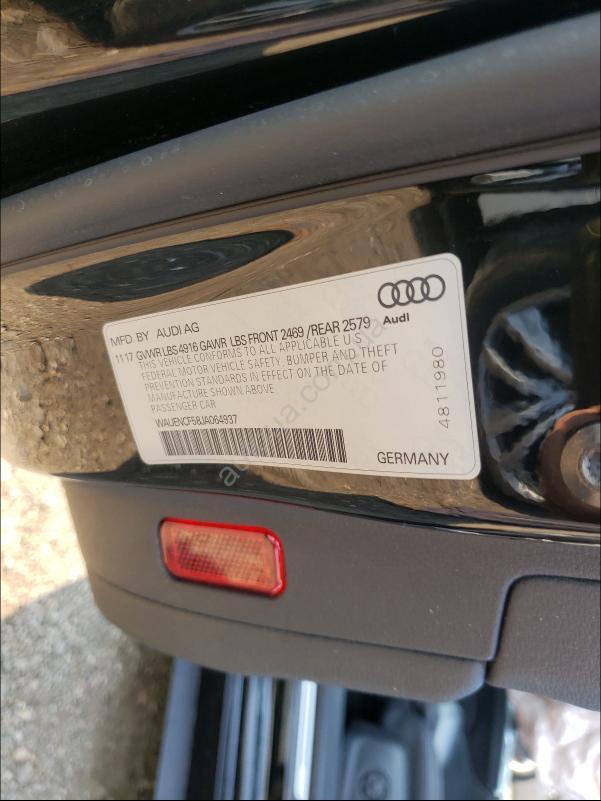 Audi
MFD. BY AUDI AG
11 17 GVWR LBS 4916 GAWR LBS FRONT 2469 /REAR 2579
THIS VEHICLE CONFORMS TO ALL APPLICABLE U S
FEDERAL MOTOR VEHICLE SAFETY, BUMPER AND THEFT
PREVENTION STANDARDS IN EFFECT ON THE DATE OF
MANUFACTURE SHOWN ABOVE
PASSENGER CAR
WAUENCF58JA064937
GERMANY
4811980